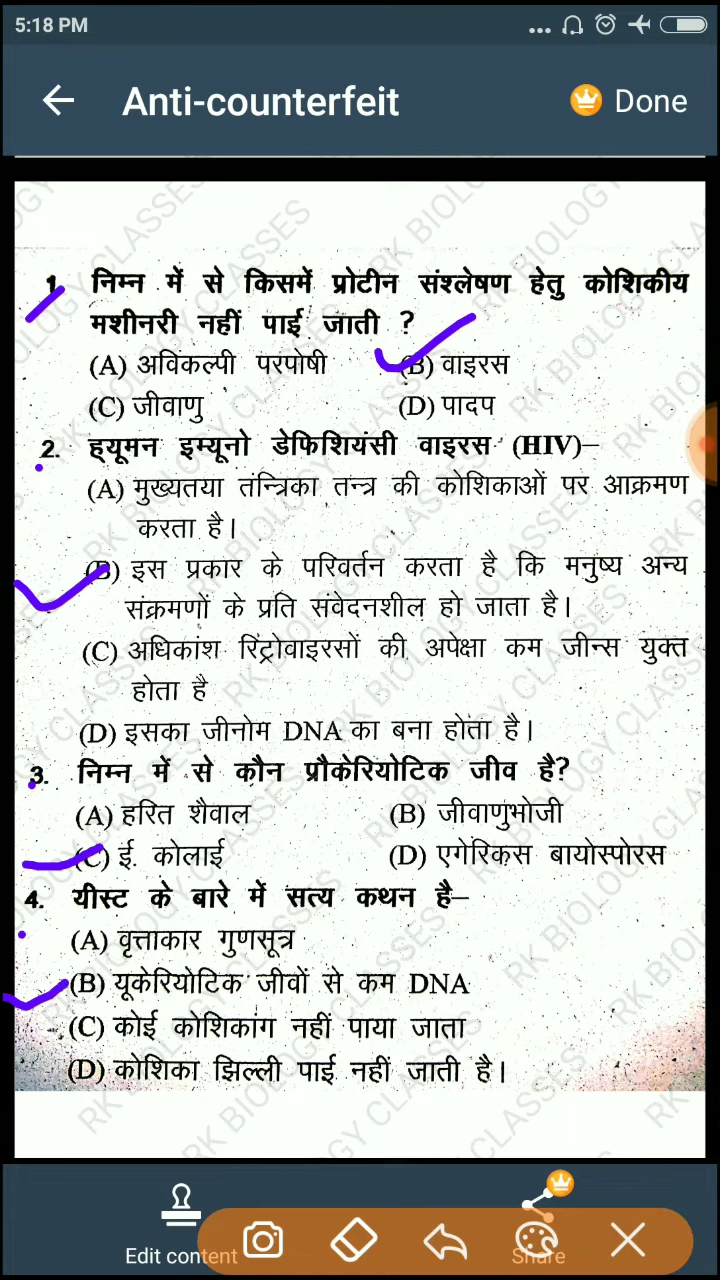 5:18 PM
Anti-counterfeit
Done
1. निम्न में से किसमें प्रोटीन संश्लेषण हेतु कोशिकीय
मशीनरी नहीं पाई जाती ?
(A) अविकल्पी परपोषी (B) वाइरस
(C) जीवाणु (D) पादप
2. ह्यूमन इम्यूनो डेफिशियंसी वाइरस (HIV)–
(A) मुख्यतया तंन्त्रिका तन्त्र की कोशिकाओं पर आक्रमण
करता है।
(B) इस प्रकार के परिवर्तन करता है कि मनुष्य अन्य
संक्रमणों के प्रति संवेदनशील हो जाता है।
(C) अधिकांश रिट्रोवाइरसों की अपेक्षा कम जीन्स युक्त
होता है
(D) इसका जीनोम DNA का बना होता है।
3. निम्न में से कौन प्रौकेरियोटिक जीव है?
(A) हरित शैवाल (B) जीवाणुभोजी
(C) ई. कोलाई (D) एगेरिकस बायोस्पोरस
4. यीस्ट के बारे में सत्य कथन है–
(A) वृत्ताकार गुणसूत्र
(B) यूकेरियोटिक जीवों से कम DNA
(C) कोई कोशिकांग नहीं पाया जाता
(D) कोशिका झिल्ली पाई नहीं जाती है।
RK BIOLOGY CLASSES
Edit content
Share